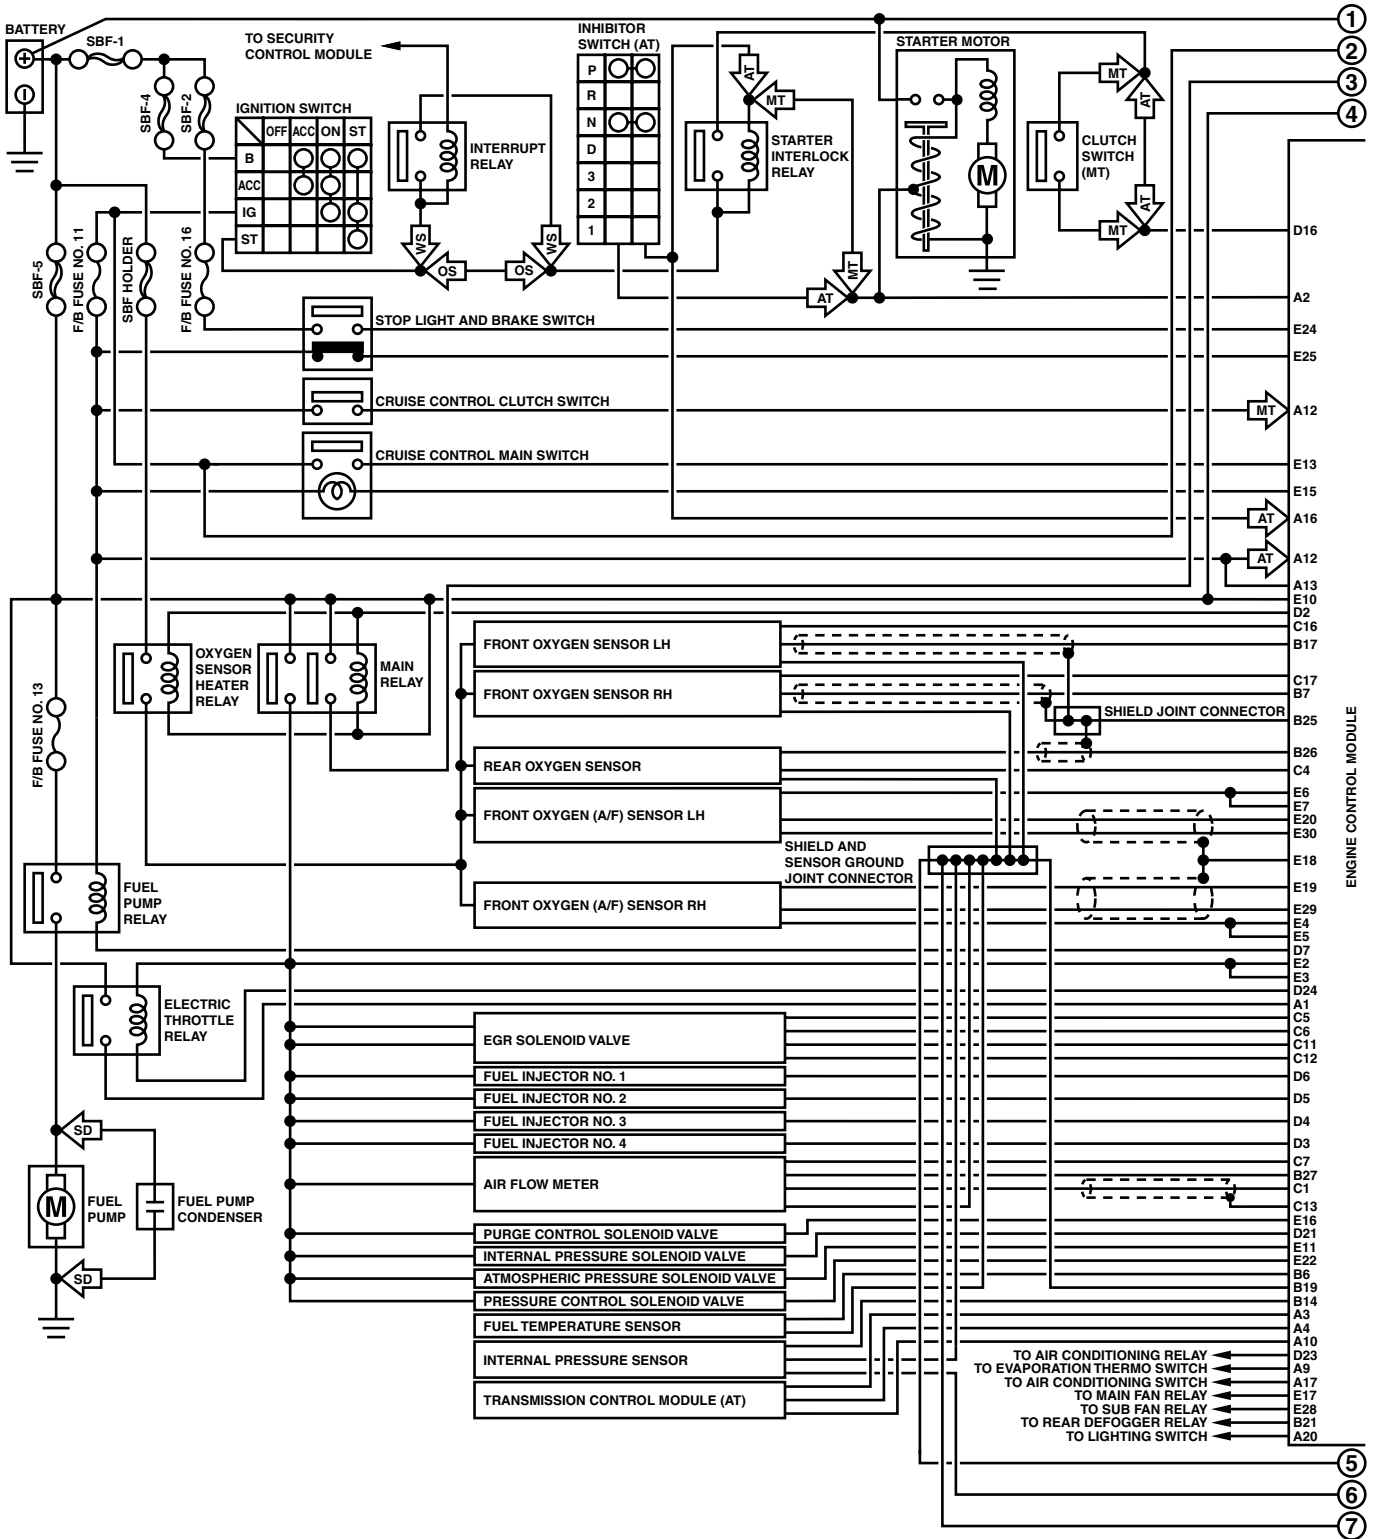 BATTERY
SBF-1
SBF-4
SBF-2
TO SECURITY
CONTROL MODULE
IGNITION SWITCH
OFF ACC ON ST
B
ACC
IG
ST
INTERRUPT
RELAY
WS
OS
OS
WS
INHIBITOR
SWITCH (AT)
P
R
N
D
3
2
1
AT
MT
STARTER
INTERLOCK
RELAY
MT
AT
STARTER MOTOR
M
MT
AT
CLUTCH
SWITCH
(MT)
AT
MT
1
2
3
4
SBF-5
F/B FUSE NO. 11
SBF HOLDER
F/B FUSE NO. 16
STOP LIGHT AND BRAKE SWITCH
CRUISE CONTROL CLUTCH SWITCH
CRUISE CONTROL MAIN SWITCH
D16
A2
E24
E25
MT A12
E13
E15
AT A16
AT A12
A13
E10
D2
C16
B17
C17
B7
B25
B26
C4
E6
E7
E20
E30
E18
E19
E29
E4
E5
D7
E2
E3
D24
A1
C5
C6
C11
C12
D6
D5
D4
D3
C7
B27
C1
C13
E16
D21
E11
E22
B6
B19
B14
A3
A4
A10
ENGINE CONTROL MODULE
OXYGEN
SENSOR
HEATER
RELAY
MAIN
RELAY
F/B FUSE NO. 13
FRONT OXYGEN SENSOR LH
FRONT OXYGEN SENSOR RH
SHIELD JOINT CONNECTOR
REAR OXYGEN SENSOR
FRONT OXYGEN (A/F) SENSOR LH
SHIELD AND
SENSOR GROUND
JOINT CONNECTOR
FRONT OXYGEN (A/F) SENSOR RH
FUEL
PUMP
RELAY
ELECTRIC
THROTTLE
RELAY
EGR SOLENOID VALVE
FUEL INJECTOR NO. 1
FUEL INJECTOR NO. 2
FUEL INJECTOR NO. 3
FUEL INJECTOR NO. 4
AIR FLOW METER
SD
M
FUEL
PUMP
FUEL PUMP
CONDENSER
SD
PURGE CONTROL SOLENOID VALVE
INTERNAL PRESSURE SOLENOID VALVE
ATMOSPHERIC PRESSURE SOLENOID VALVE
PRESSURE CONTROL SOLENOID VALVE
FUEL TEMPERATURE SENSOR
INTERNAL PRESSURE SENSOR
TRANSMISSION CONTROL MODULE (AT)
TO AIR CONDITIONING RELAY D23
TO EVAPORATION THERMO SWITCH A9
TO AIR CONDITIONING SWITCH A17
TO MAIN FAN RELAY E17
TO SUB FAN RELAY E28
TO REAR DEFOGGER RELAY B21
TO LIGHTING SWITCH A20
5
6
7